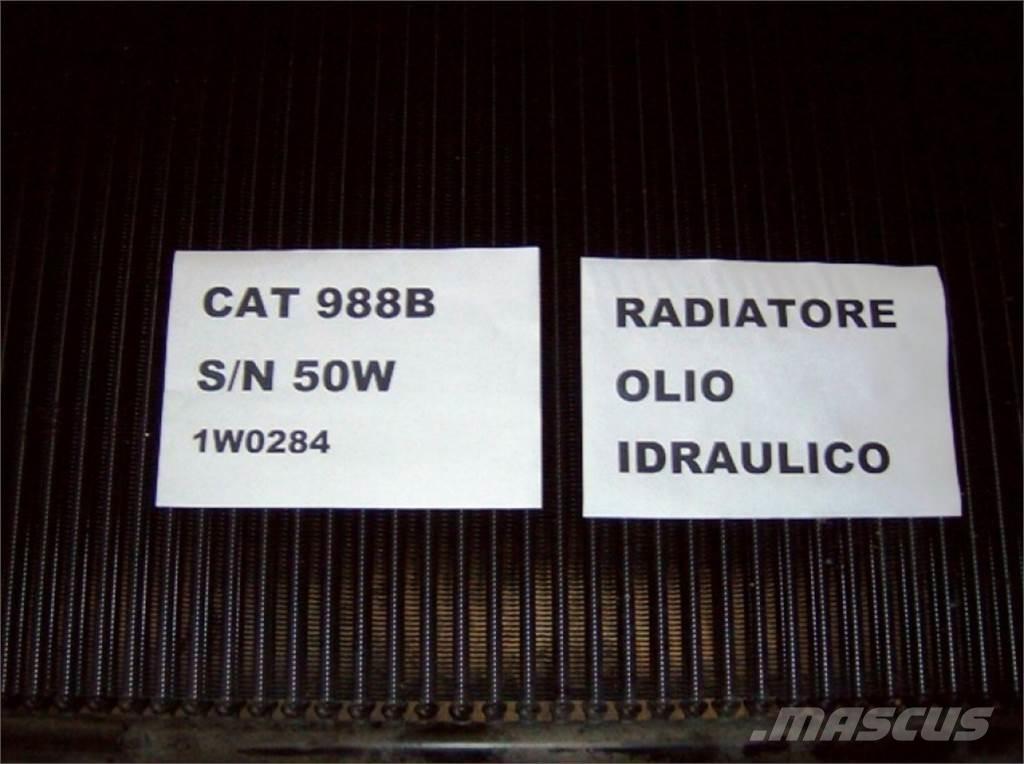 CAT 988B
S/N 50W
1W0284
RADIATORE
OLIO
IDRAULICO
.MASCUS